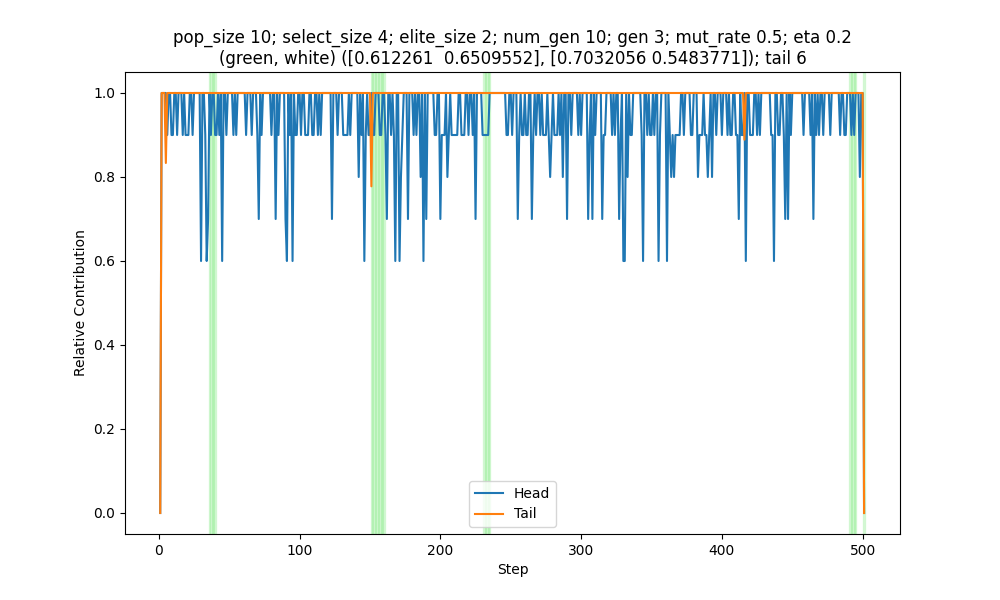 pop_size 10; select_size 4; elite_size 2; num_gen 10; gen 3; mut_rate 0.5; eta 0.2
(green, white) ([0.612261  0.6509552], [0.7032056 0.5483771]); tail 6
1.0
0.8
0.6
0.4
0.2
0.0
Relative Contribution
Head
Tail
0
100
200
300
400
500
Step